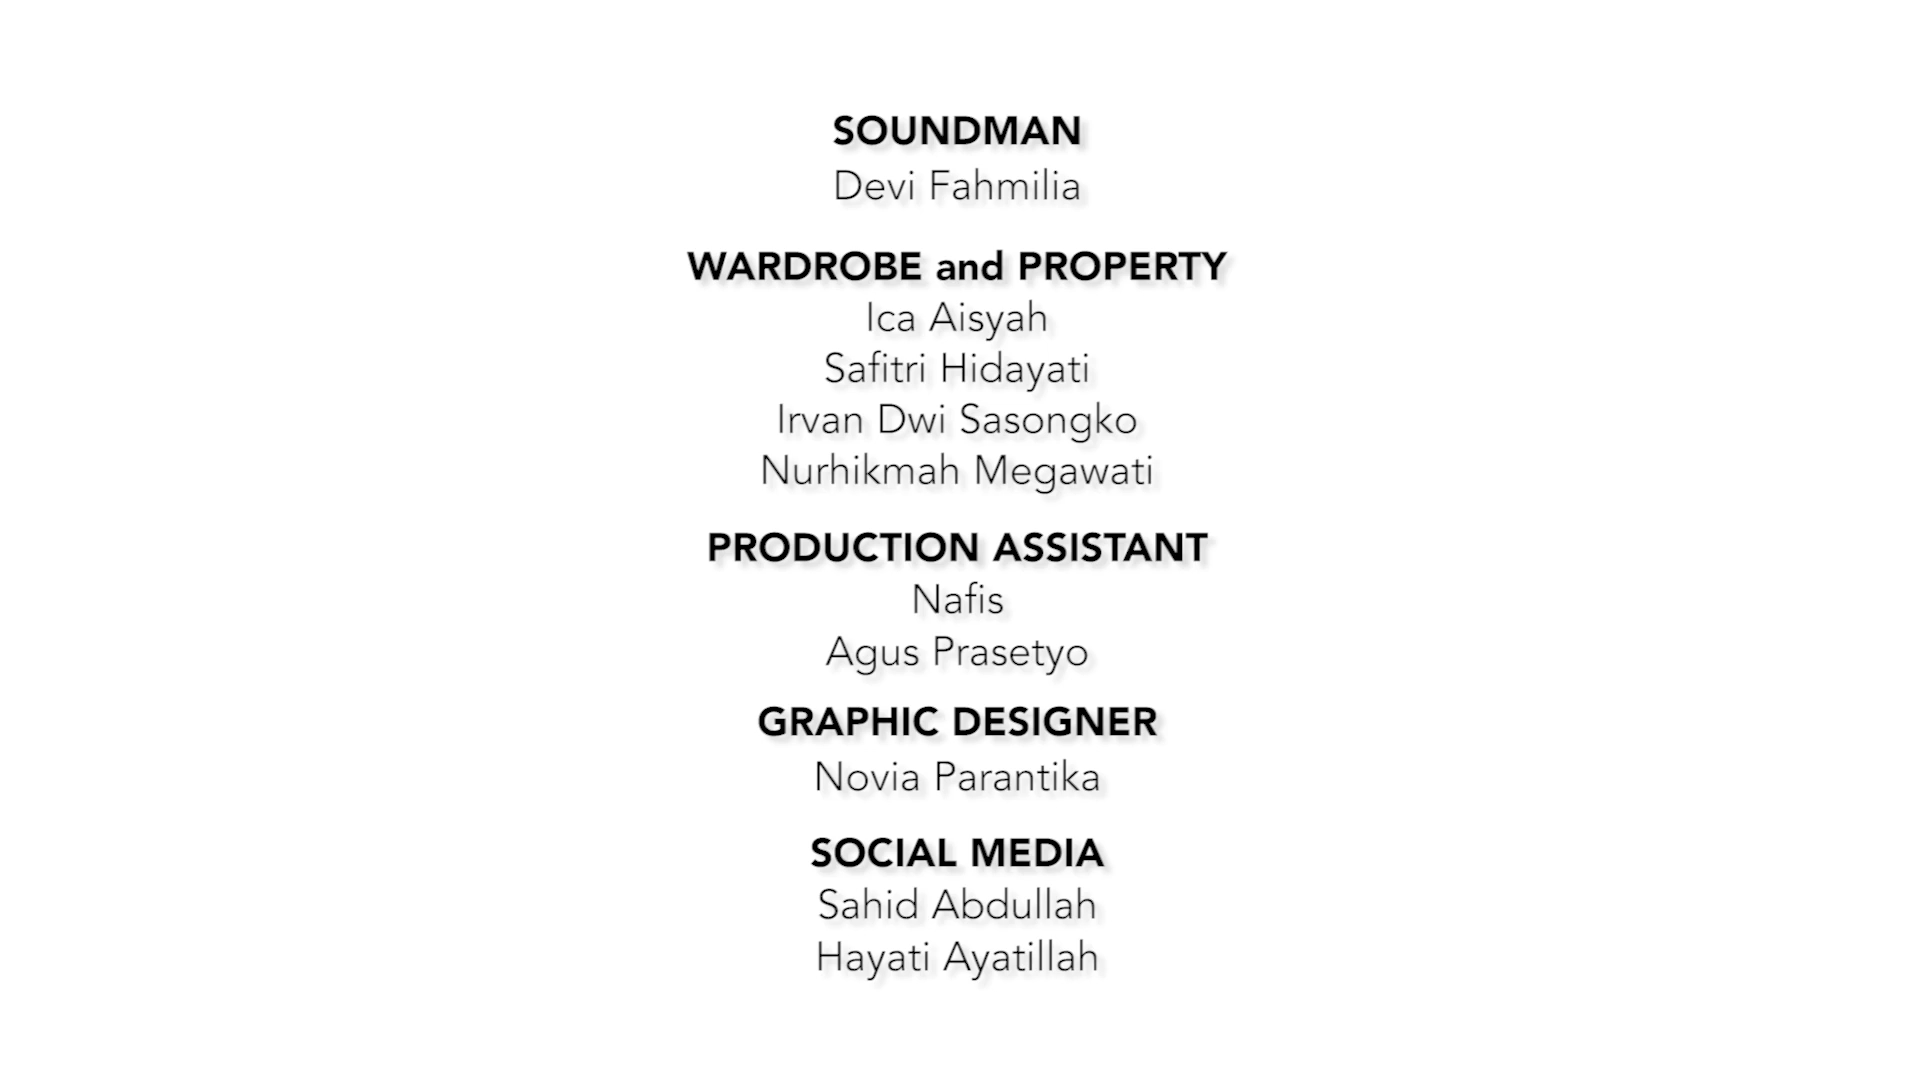 SOUNDMAN
Devi Fahmilia
WARDROBE and PROPERTY
Ica Aisyah
Safitri Hidayati
Irvan Dwi Sasongko
Nurhikmah Megawati
PRODUCTION ASSISTANT
Nafis
Agus Prasetyo
GRAPHIC DESIGNER
Novia Parantika
SOCIAL MEDIA
Sahid Abdullah
Hayati Ayatillah